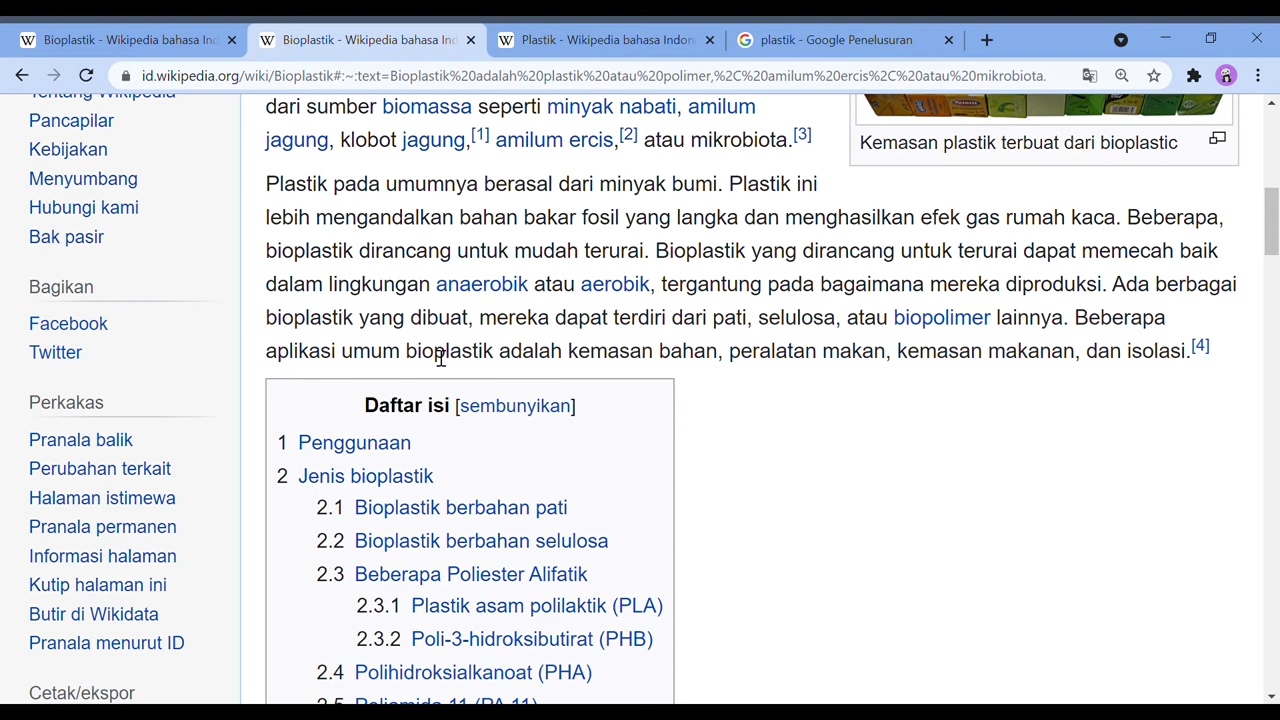 Bioplastik - Wikipedia bahasa Ind
Bioplastik - Wikipedia bahasa Ind
Plastik - Wikipedia bahasa Indon
plastik - Google Penelusuran
id.wikipedia.org/wiki/Bioplastik#:~:text=Bioplastik%20adalah%20plastik%20atau%20polimer,%2C%20amilum%20ercis%2C%20atau%20mikrobiota.
Tentang Wikipedia
Pancapilar
Kebijakan
Menyumbang
Hubungi kami
Bak pasir
Bagikan
Facebook
Twitter
Perkakas
Pranala balik
Perubahan terkait
Halaman istimewa
Pranala permanen
Informasi halaman
Kutip halaman ini
Butir di Wikidata
Pranala menurut ID
Cetak/ekspor
dari sumber biomassa seperti minyak nabati, amilum
jagung, klobot jagung,[1] amilum ercis,[2] atau mikrobiota.[3]
Kemasan plastik terbuat dari bioplastic
Plastik pada umumnya berasal dari minyak bumi. Plastik ini
lebih mengandalkan bahan bakar fosil yang langka dan menghasilkan efek gas rumah kaca. Beberapa,
bioplastik dirancang untuk mudah terurai. Bioplastik yang dirancang untuk terurai dapat memecah baik
dalam lingkungan anaerobik atau aerobik, tergantung pada bagaimana mereka diproduksi. Ada berbagai
bioplastik yang dibuat, mereka dapat terdiri dari pati, selulosa, atau biopolimer lainnya. Beberapa
aplikasi umum bioplastik adalah kemasan bahan, peralatan makan, kemasan makanan, dan isolasi.[4]
Daftar isi [sembunyikan]
1 Penggunaan
2 Jenis bioplastik
2.1 Bioplastik berbahan pati
2.2 Bioplastik berbahan selulosa
2.3 Beberapa Poliester Alifatik
2.3.1 Plastik asam polilaktik (PLA)
2.3.2 Poli-3-hidroksibutirat (PHB)
2.4 Polihidroksialkanoat (PHA)
2.5 Poliamida 11 (PA 11)